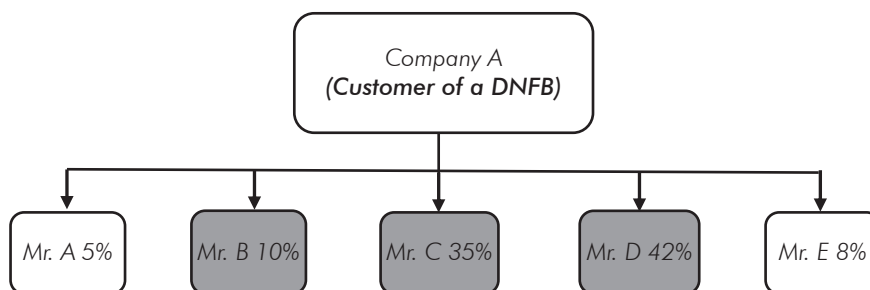 Company A
(Customer of a DNFB)
Mr. A 5%
Mr. B 10%
Mr. C 35%
Mr. D 42%
Mr. E 8%